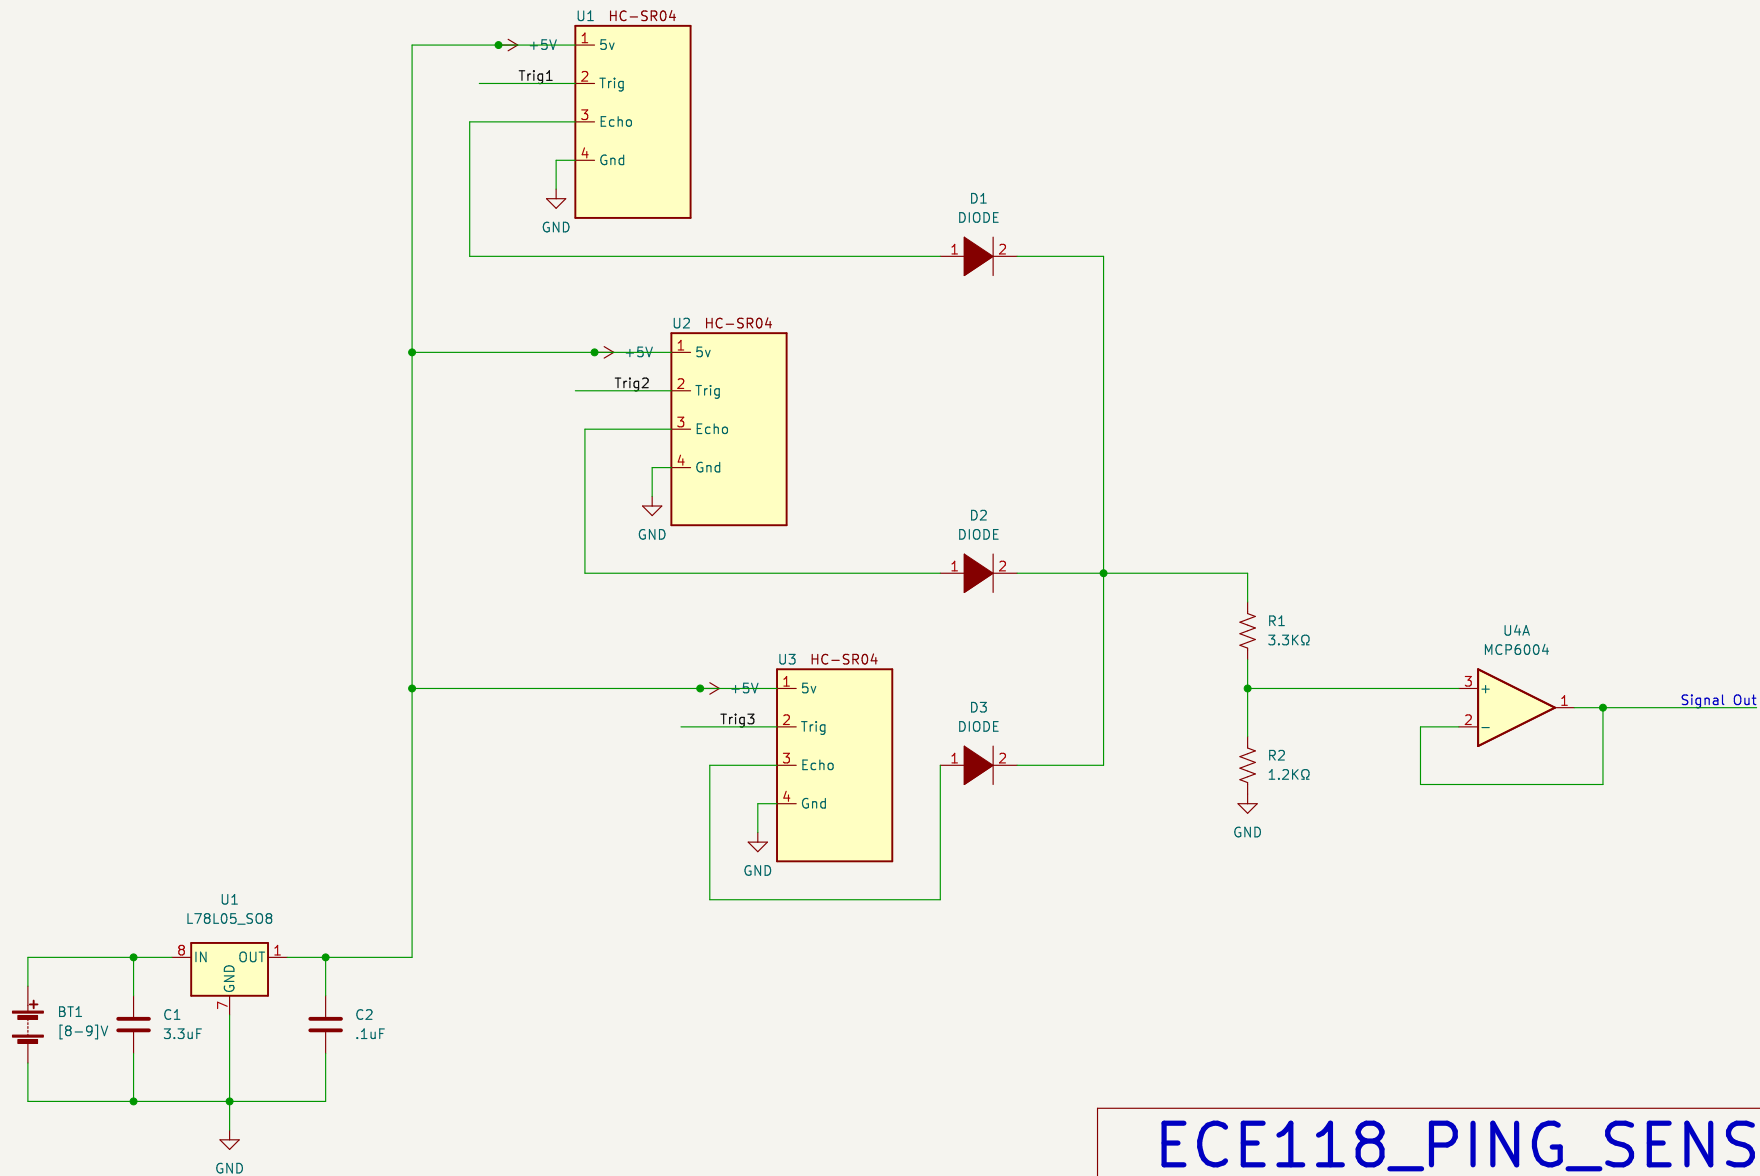 U1 HC-SR04
+5V 1 5v
Trig1 2 Trig
3 Echo
4 Gnd
GND
D1
DIODE
1 2
U2 HC-SR04
+5V 1 5v
Trig2 2 Trig
3 Echo
4 Gnd
GND
D2
DIODE
1 2
U3 HC-SR04
+5V 1 5v
Trig3 2 Trig
3 Echo
4 Gnd
GND
D3
DIODE
1 2
R1
3.3KΩ
R2
1.2KΩ
GND
U4A
MCP6004
3 +
2 −
1
Signal Out
U1
L78L05_SO8
8 IN OUT 1
GND
7
+
BT1
[8-9]V
C1
3.3uF
C2
.1uF
GND
ECE118_PING_SENS